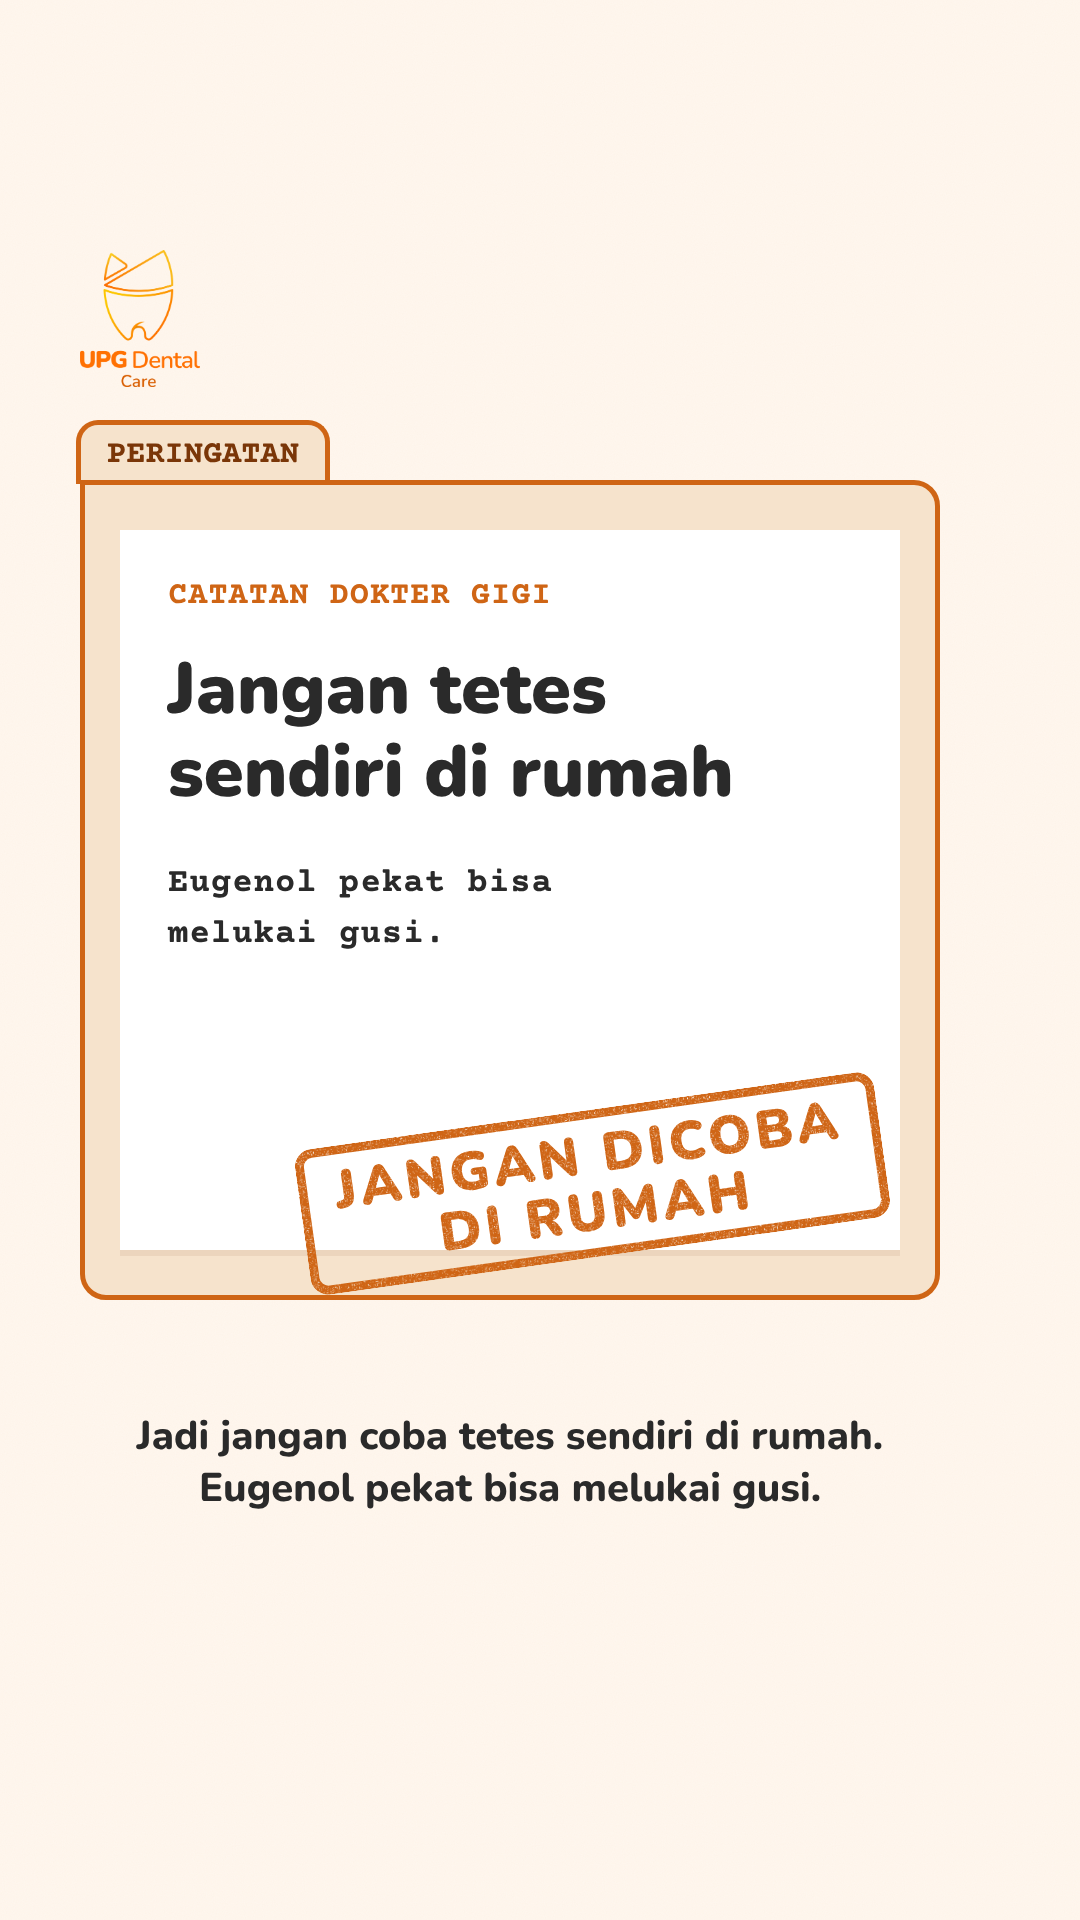 UPG Dental
Care
PERINGATAN
CATATAN DOKTER GIGI
Jangan tetes
sendiri di rumah
Eugenol pekat bisa
melukai gusi.
JANGAN DICOBA
DI RUMAH
Jadi jangan coba tetes sendiri di rumah.
Eugenol pekat bisa melukai gusi.